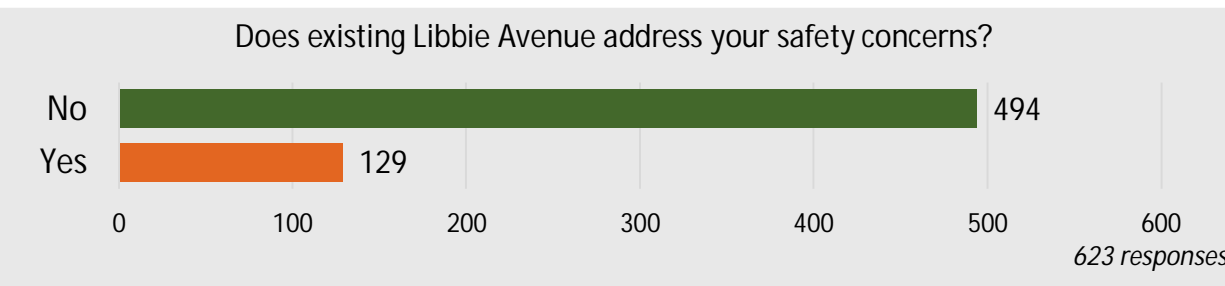 Does existing Libbie Avenue address your safety concerns?
No 494
Yes 129
0 100 200 300 400 500 600
623 responses